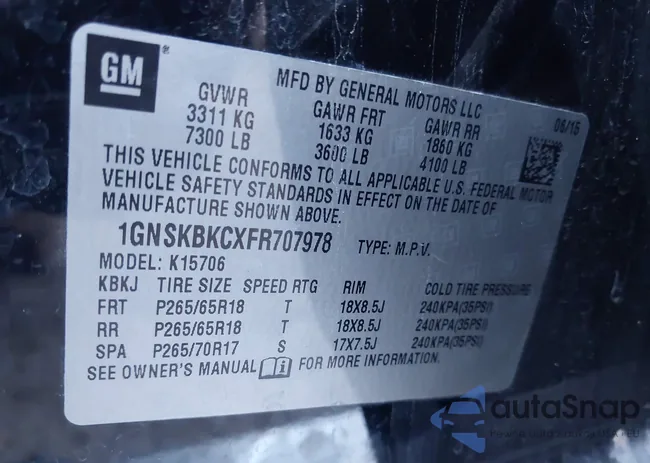 GM
MFD BY GENERAL MOTORS LLC
06/15
GVWR GAWR FRT GAWR RR
3311 KG 1633 KG 1860 KG
7300 LB 3600 LB 4100 LB
THIS VEHICLE CONFORMS TO ALL APPLICABLE U.S. FEDERAL MOTOR
VEHICLE SAFETY STANDARDS IN EFFECT ON THE DATE OF
MANUFACTURE SHOWN ABOVE.
1GNSKBKCXFR707978 TYPE: M.P.V.
MODEL: K15706
KBKJ TIRE SIZE SPEED RTG RIM COLD TIRE PRESSURE
FRT P265/65R18 T 18X8.5J 240KPA(35PSI)
RR P265/65R18 T 18X8.5J 240KPA(35PSI)
SPA P265/70R17 S 17X7.5J 240KPA(35PSI)
SEE OWNER'S MANUAL FOR MORE INFORMATION.
autaSnap